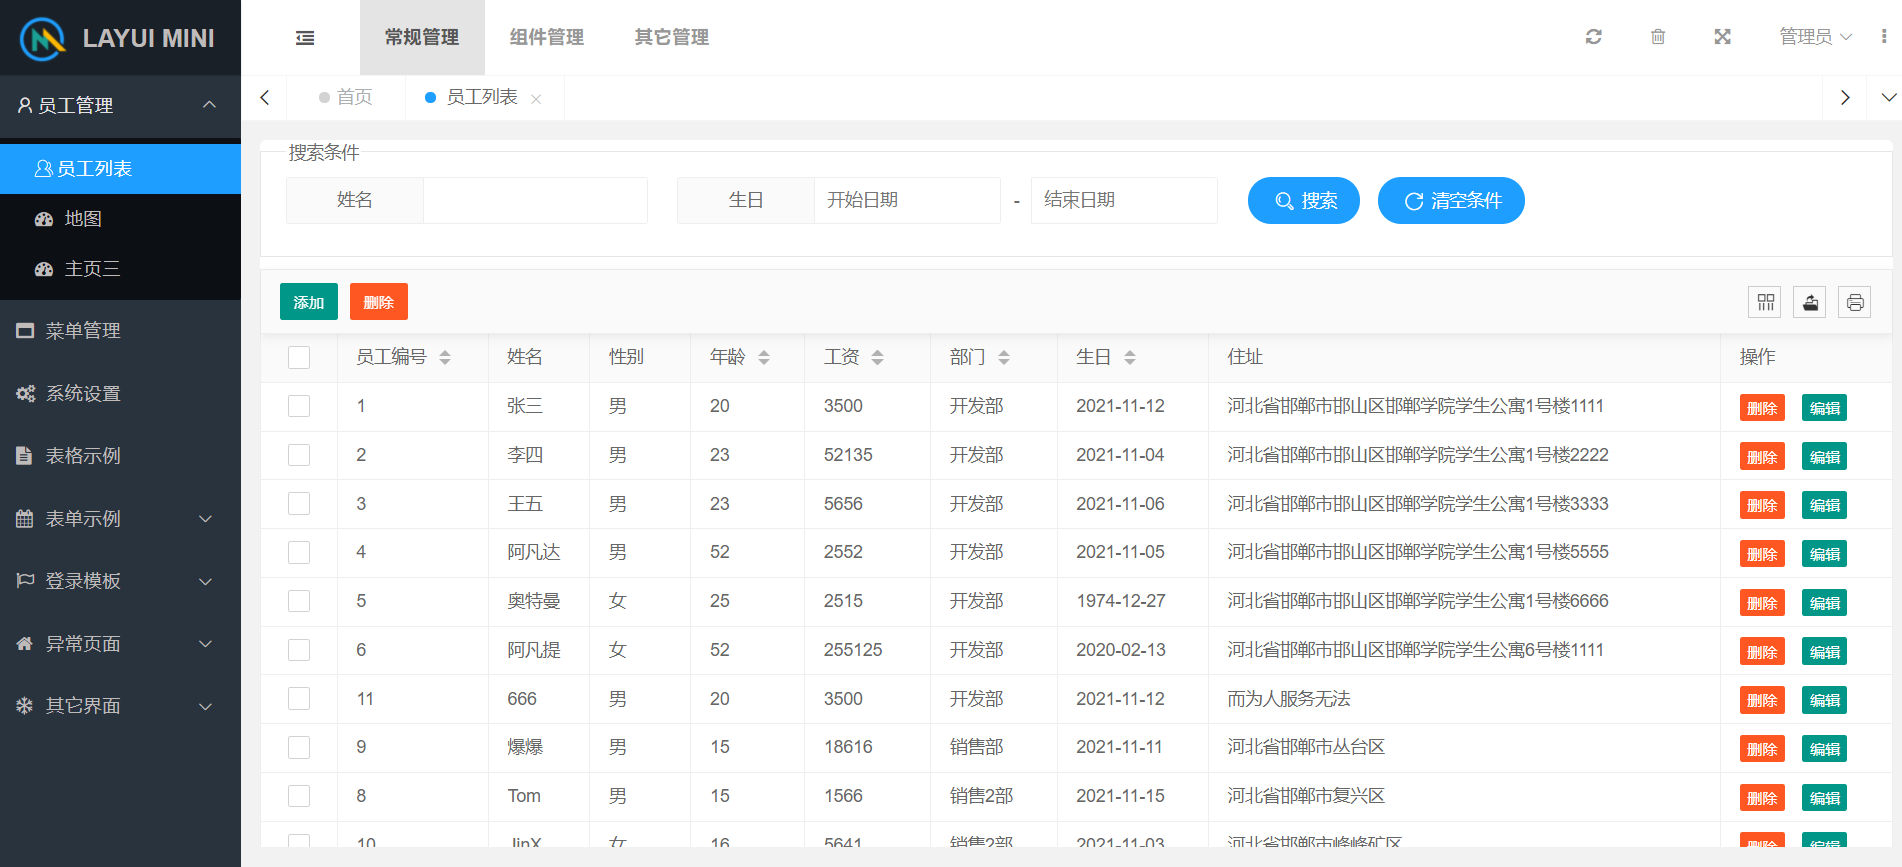 LAYUI MINI
常规管理 组件管理 其它管理 管理员
员工管理
员工列表
地图
主页三
菜单管理
系统设置
表格示例
表单示例
登录模板
异常页面
其它界面
首页 员工列表
搜索条件
姓名 生日 开始日期 - 结束日期 搜索 清空条件
添加 删除
员工编号 姓名 性别 年龄 工资 部门 生日 住址 操作
1 张三 男 20 3500 开发部 2021-11-12 河北省邯郸市邯山区邯郸学院学生公寓1号楼1111 删除 编辑
2 李四 男 23 52135 开发部 2021-11-04 河北省邯郸市邯山区邯郸学院学生公寓1号楼2222 删除 编辑
3 王五 男 23 5656 开发部 2021-11-06 河北省邯郸市邯山区邯郸学院学生公寓1号楼3333 删除 编辑
4 阿凡达 男 52 2552 开发部 2021-11-05 河北省邯郸市邯山区邯郸学院学生公寓1号楼5555 删除 编辑
5 奥特曼 女 25 2515 开发部 1974-12-27 河北省邯郸市邯山区邯郸学院学生公寓1号楼6666 删除 编辑
6 阿凡提 女 52 255125 开发部 2020-02-13 河北省邯郸市邯山区邯郸学院学生公寓6号楼1111 删除 编辑
11 666 男 20 3500 开发部 2021-11-12 而为人服务无法 删除 编辑
9 爆爆 男 15 18616 销售部 2021-11-11 河北省邯郸市丛台区 删除 编辑
8 Tom 男 15 1566 销售2部 2021-11-15 河北省邯郸市复兴区 删除 编辑
10 JinX 女 16 5641 销售2部 2021-11-03 河北省邯郸市峰峰矿区 删除 编辑